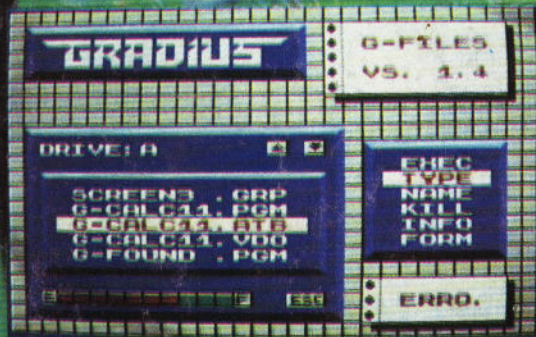 GRADIUS
G-FILES
VS. 1.4
DRIVE: A
SCREEN3 .GRP
G-CALC11.PGM
G-CALC11.ATB
G-CALC11.VDO
G-FOUND .PGM
E F ESC
EXEC
TYPE
NAME
KILL
INFO
FORM
ERRO.